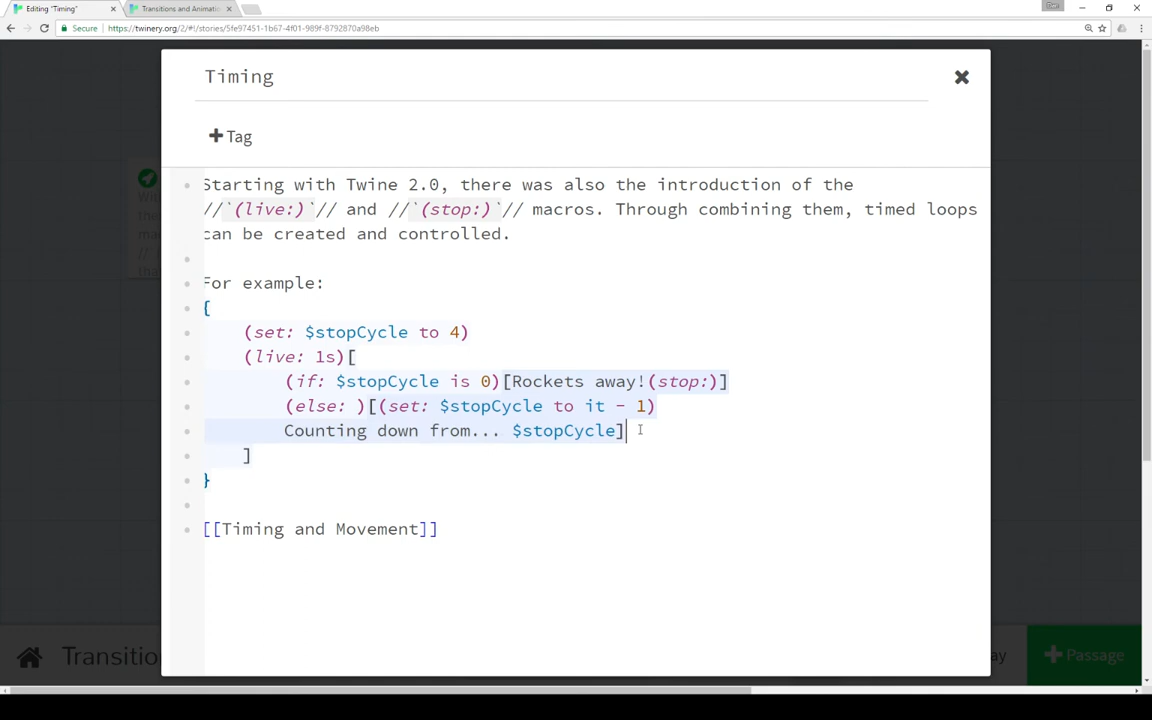 Editing "Timing"
Transitions and Animatio
Secure https://twinery.org/2/#!/stories/5fe97451-1b67-4f01-989f-8792870a98eb
Timing
Tag
Starting with Twine 2.0, there was also the introduction of the
//`(live:)`// and //`(stop:)`// macros. Through combining them, timed loops
can be created and controlled.
For example:
{
(set: $stopCycle to 4)
(live: 1s)[
(if: $stopCycle is 0)[Rockets away!(stop:)]
(else: )[(set: $stopCycle to it - 1)
Counting down from... $stopCycle]
]
}
[[Timing and Movement]]
Transitio
ay
Passage